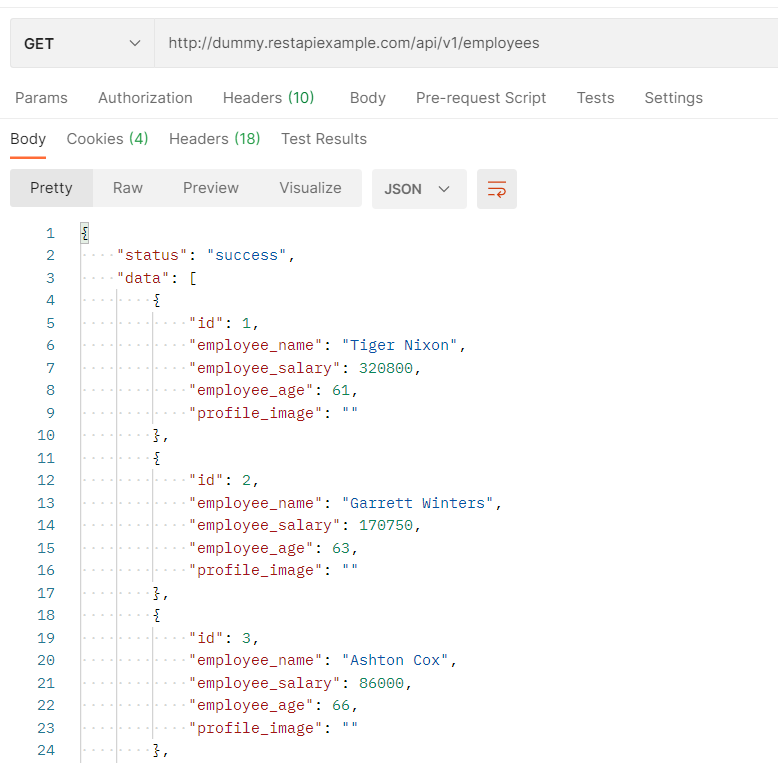 GET http://dummy.restapiexample.com/api/v1/employees
Params Authorization Headers (10) Body Pre-request Script Tests Settings
Body Cookies (4) Headers (18) Test Results
Pretty Raw Preview Visualize JSON
1 {
2 "status": "success",
3 "data": [
4 {
5 "id": 1,
6 "employee_name": "Tiger Nixon",
7 "employee_salary": 320800,
8 "employee_age": 61,
9 "profile_image": ""
10 },
11 {
12 "id": 2,
13 "employee_name": "Garrett Winters",
14 "employee_salary": 170750,
15 "employee_age": 63,
16 "profile_image": ""
17 },
18 {
19 "id": 3,
20 "employee_name": "Ashton Cox",
21 "employee_salary": 86000,
22 "employee_age": 66,
23 "profile_image": ""
24 },